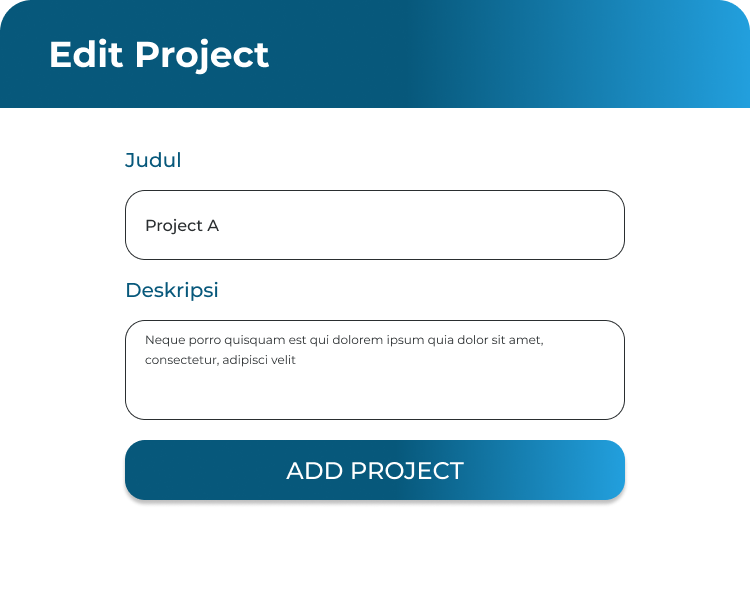 Edit Project
Judul
Project A
Deskripsi
Neque porro quisquam est qui dolorem ipsum quia dolor sit amet,
consectetur, adipisci velit
ADD PROJECT